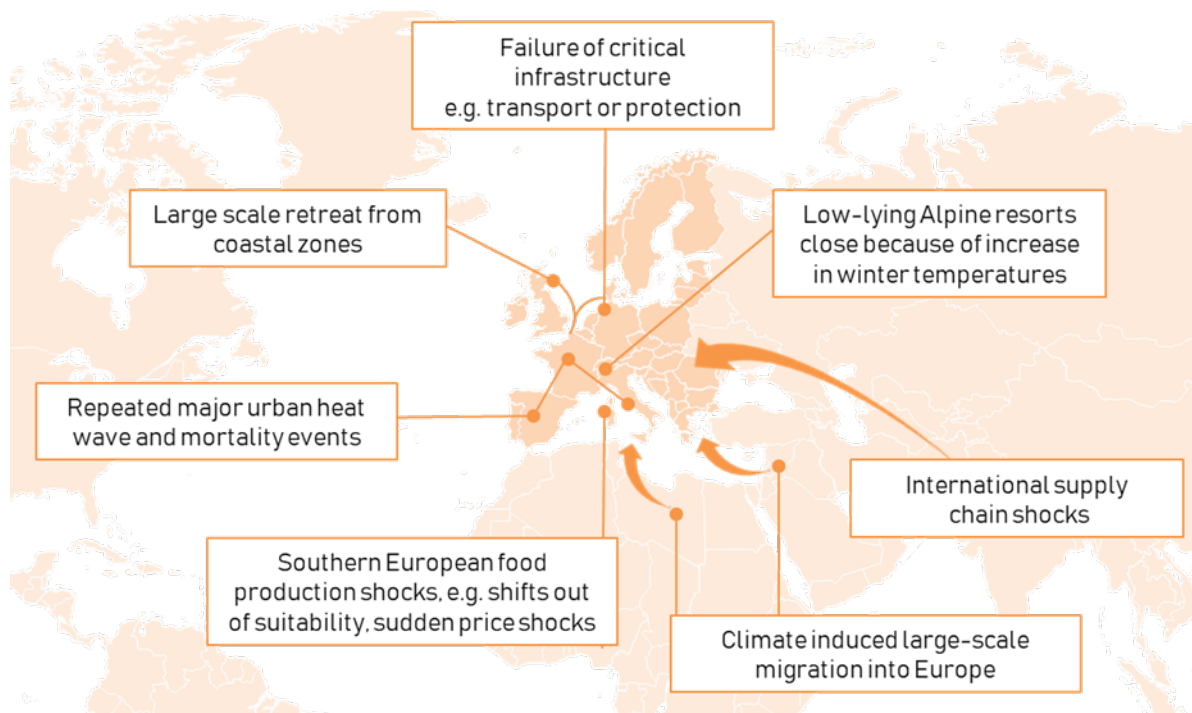 Failure of critical
infrastructure
e.g. transport or protection
Large scale retreat from
coastal zones
Low-lying Alpine resorts
close because of increase
in winter temperatures
Repeated major urban heat
wave and mortality events
International supply
chain shocks
Southern European food
production shocks, e.g. shifts out
of suitability, sudden price shocks
Climate induced large-scale
migration into Europe